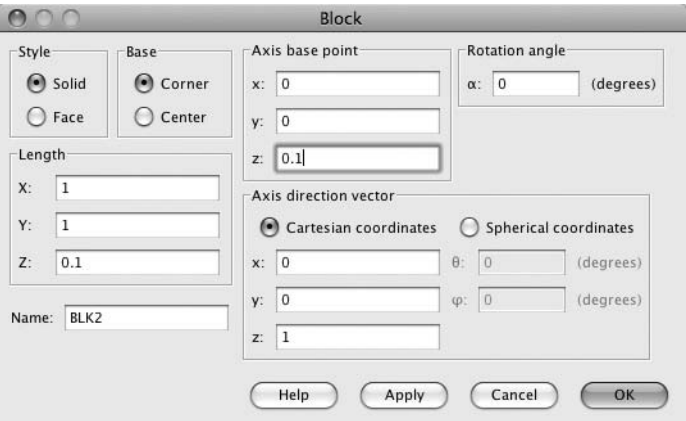 Block
Style
Solid
Face
Base
Corner
Center
Length
X: 1
Y: 1
Z: 0.1
Name: BLK2
Axis base point
x: 0
y: 0
z: 0.1
Rotation angle
α: 0 (degrees)
Axis direction vector
Cartesian coordinates
Spherical coordinates
x: 0
θ: 0 (degrees)
y: 0
φ: 0 (degrees)
z: 1
Help
Apply
Cancel
OK